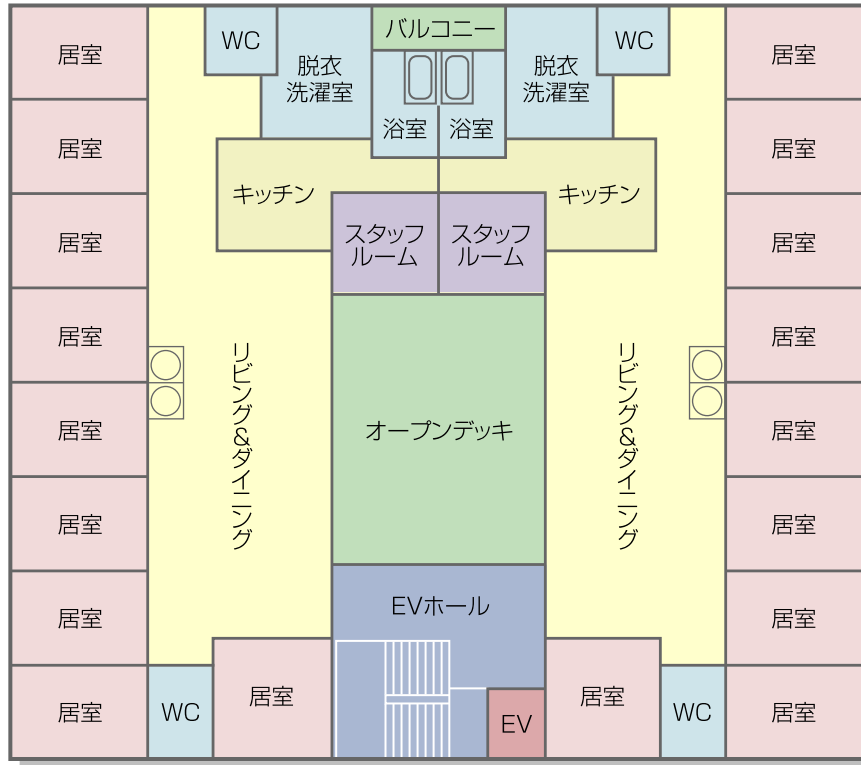 バルコニー
居室
WC
脱衣
洗濯室
脱衣
洗濯室
WC
居室
居室
浴室
浴室
居室
キッチン
キッチン
居室
スタッフ
ルーム
スタッフ
ルーム
居室
居室
リビング&ダイニング
リビング&ダイニング
居室
居室
オープンデッキ
居室
居室
居室
居室
EVホール
居室
居室
WC
居室
EV
居室
WC
居室